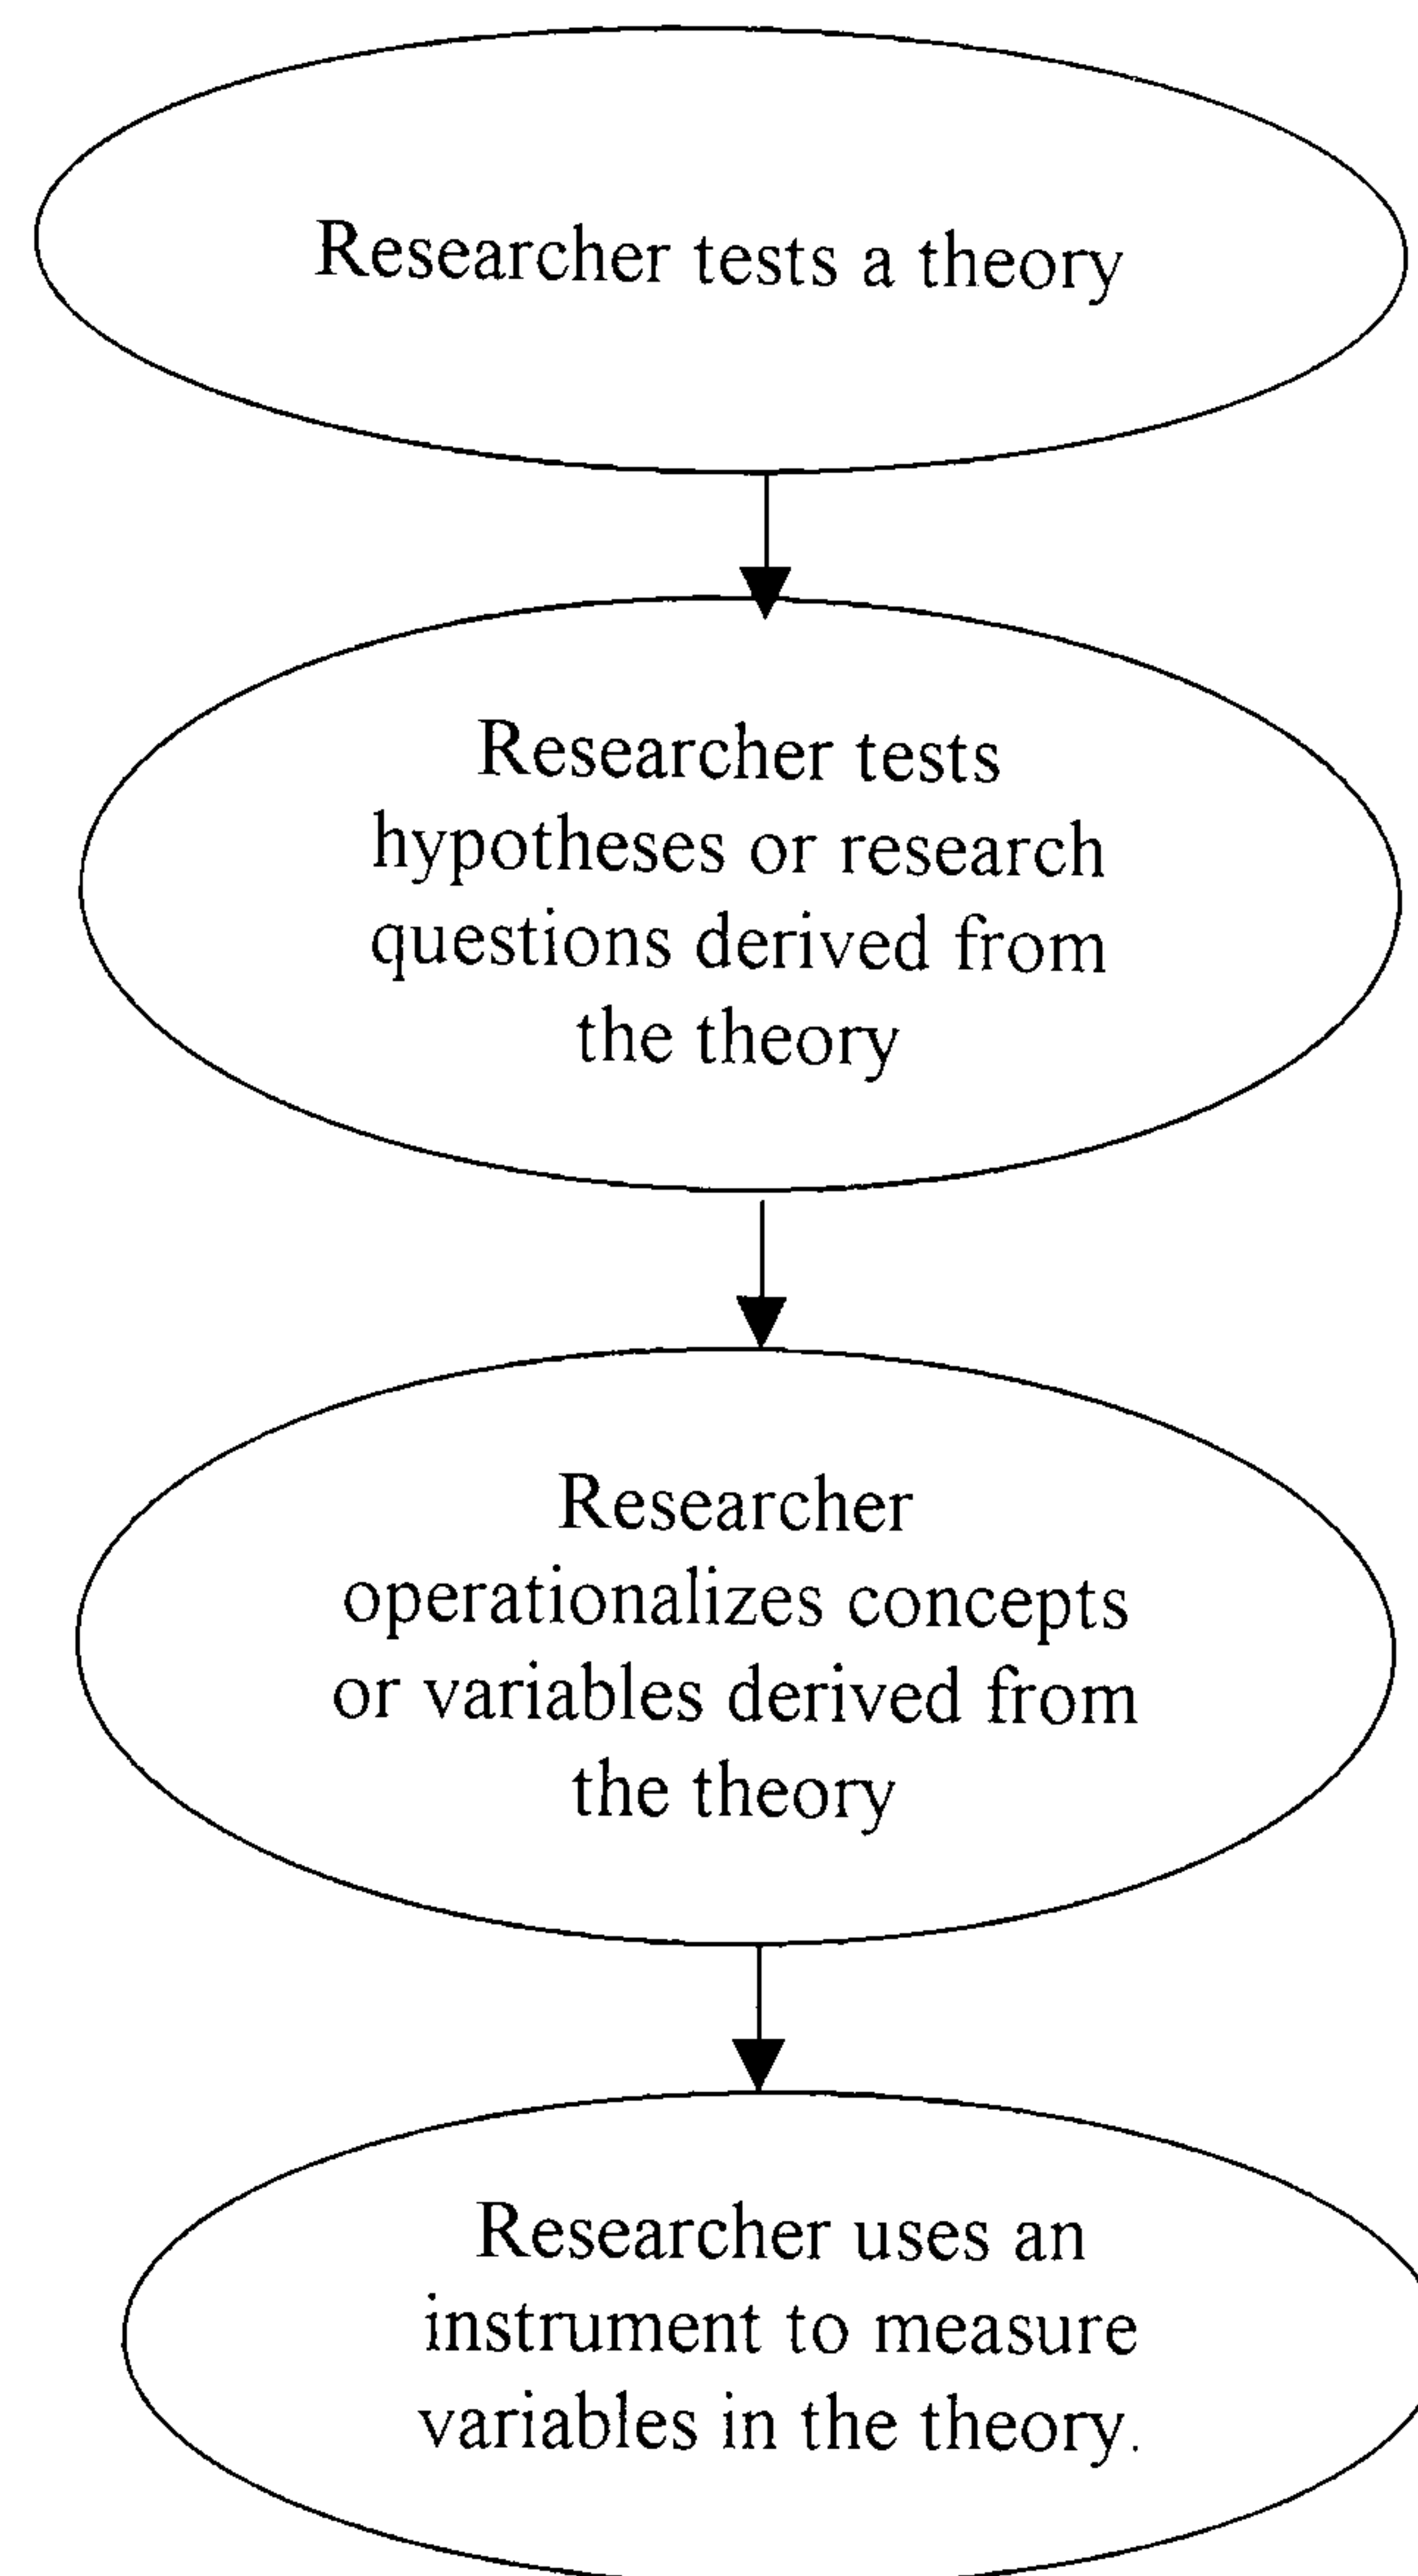 Researcher tests a theory
Researcher tests
hypotheses or research
questions derived from
the theory
Researcher
operationalizes concepts
or variables derived from
the theory
Researcher uses an
instrument to measure
variables in the theory.